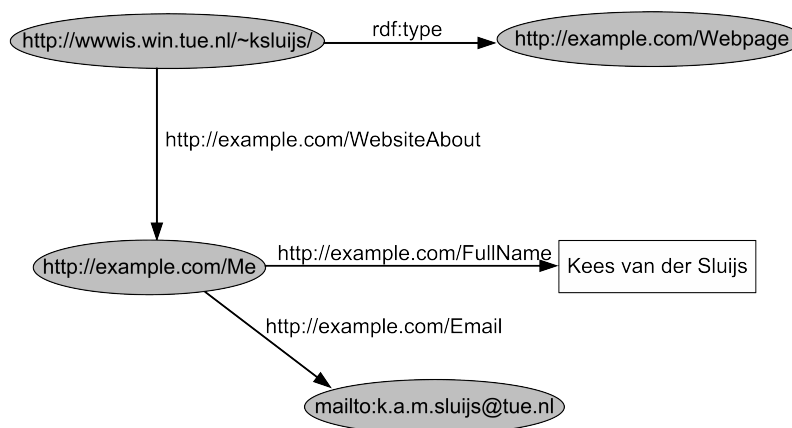 http://wwwis.win.tue.nl/~ksluijs/
rdf:type
http://example.com/Webpage
http://example.com/WebsiteAbout
http://example.com/Me
http://example.com/FullName
Kees van der Sluijs
http://example.com/Email
mailto:k.a.m.sluijs@tue.nl